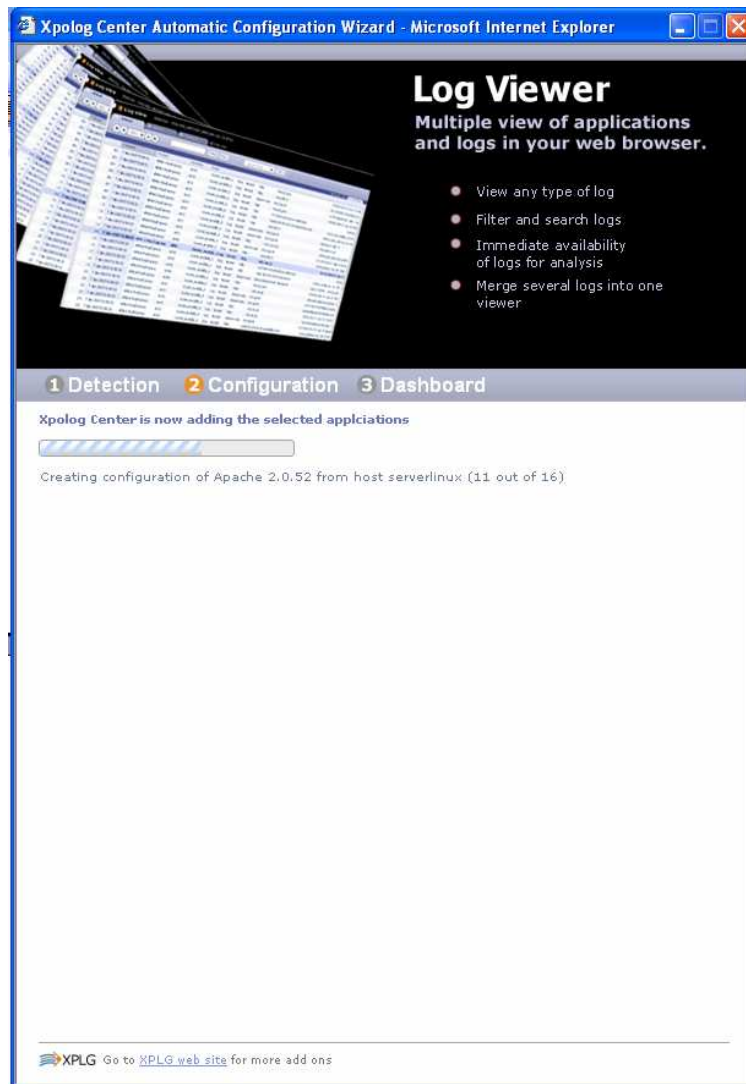 Xpolog Center Automatic Configuration Wizard - Microsoft Internet Explorer
Log Viewer
Multiple view of applications
and logs in your web browser.
View any type of log
Filter and search logs
Immediate availability
of logs for analysis
Merge several logs into one
viewer
1 Detection 2 Configuration 3 Dashboard
Xpolog Center is now adding the selected applciations
Creating configuration of Apache 2.0.52 from host serverlinux (11 out of 16)
XPLG Go to XPLG web site for more add ons